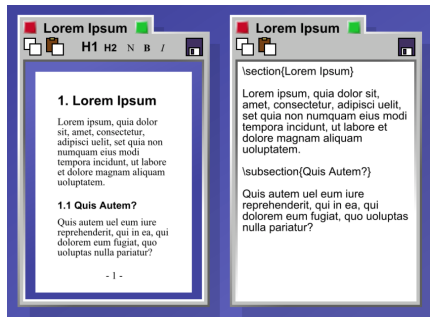 Lorem Ipsum
H1 H2 N B I
1. Lorem Ipsum
Lorem ipsum, quia dolor
sit, amet, consectetur,
adipisci uelit, set quia non
numquam eius modi
tempora incidunt, ut labore
et dolore magnam aliquam
uoluptatem.
1.1 Quis Autem?
Quis autem uel eum iure
reprehenderit, qui in ea, qui
dolorem eum fugiat, quo
uoluptas nulla pariatur?
- 1 -
Lorem Ipsum
\section{Lorem Ipsum}
Lorem ipsum, quia dolor sit,
amet, consectetur, adipisci uelit,
set quia non numquam eius modi
tempora incidunt, ut labore et
dolore magnam aliquam
uoluptatem.
\subsection{Quis Autem?}
Quis autem uel eum iure
reprehenderit, qui in ea, qui
dolorem eum fugiat, quo uoluptas
nulla pariatur?